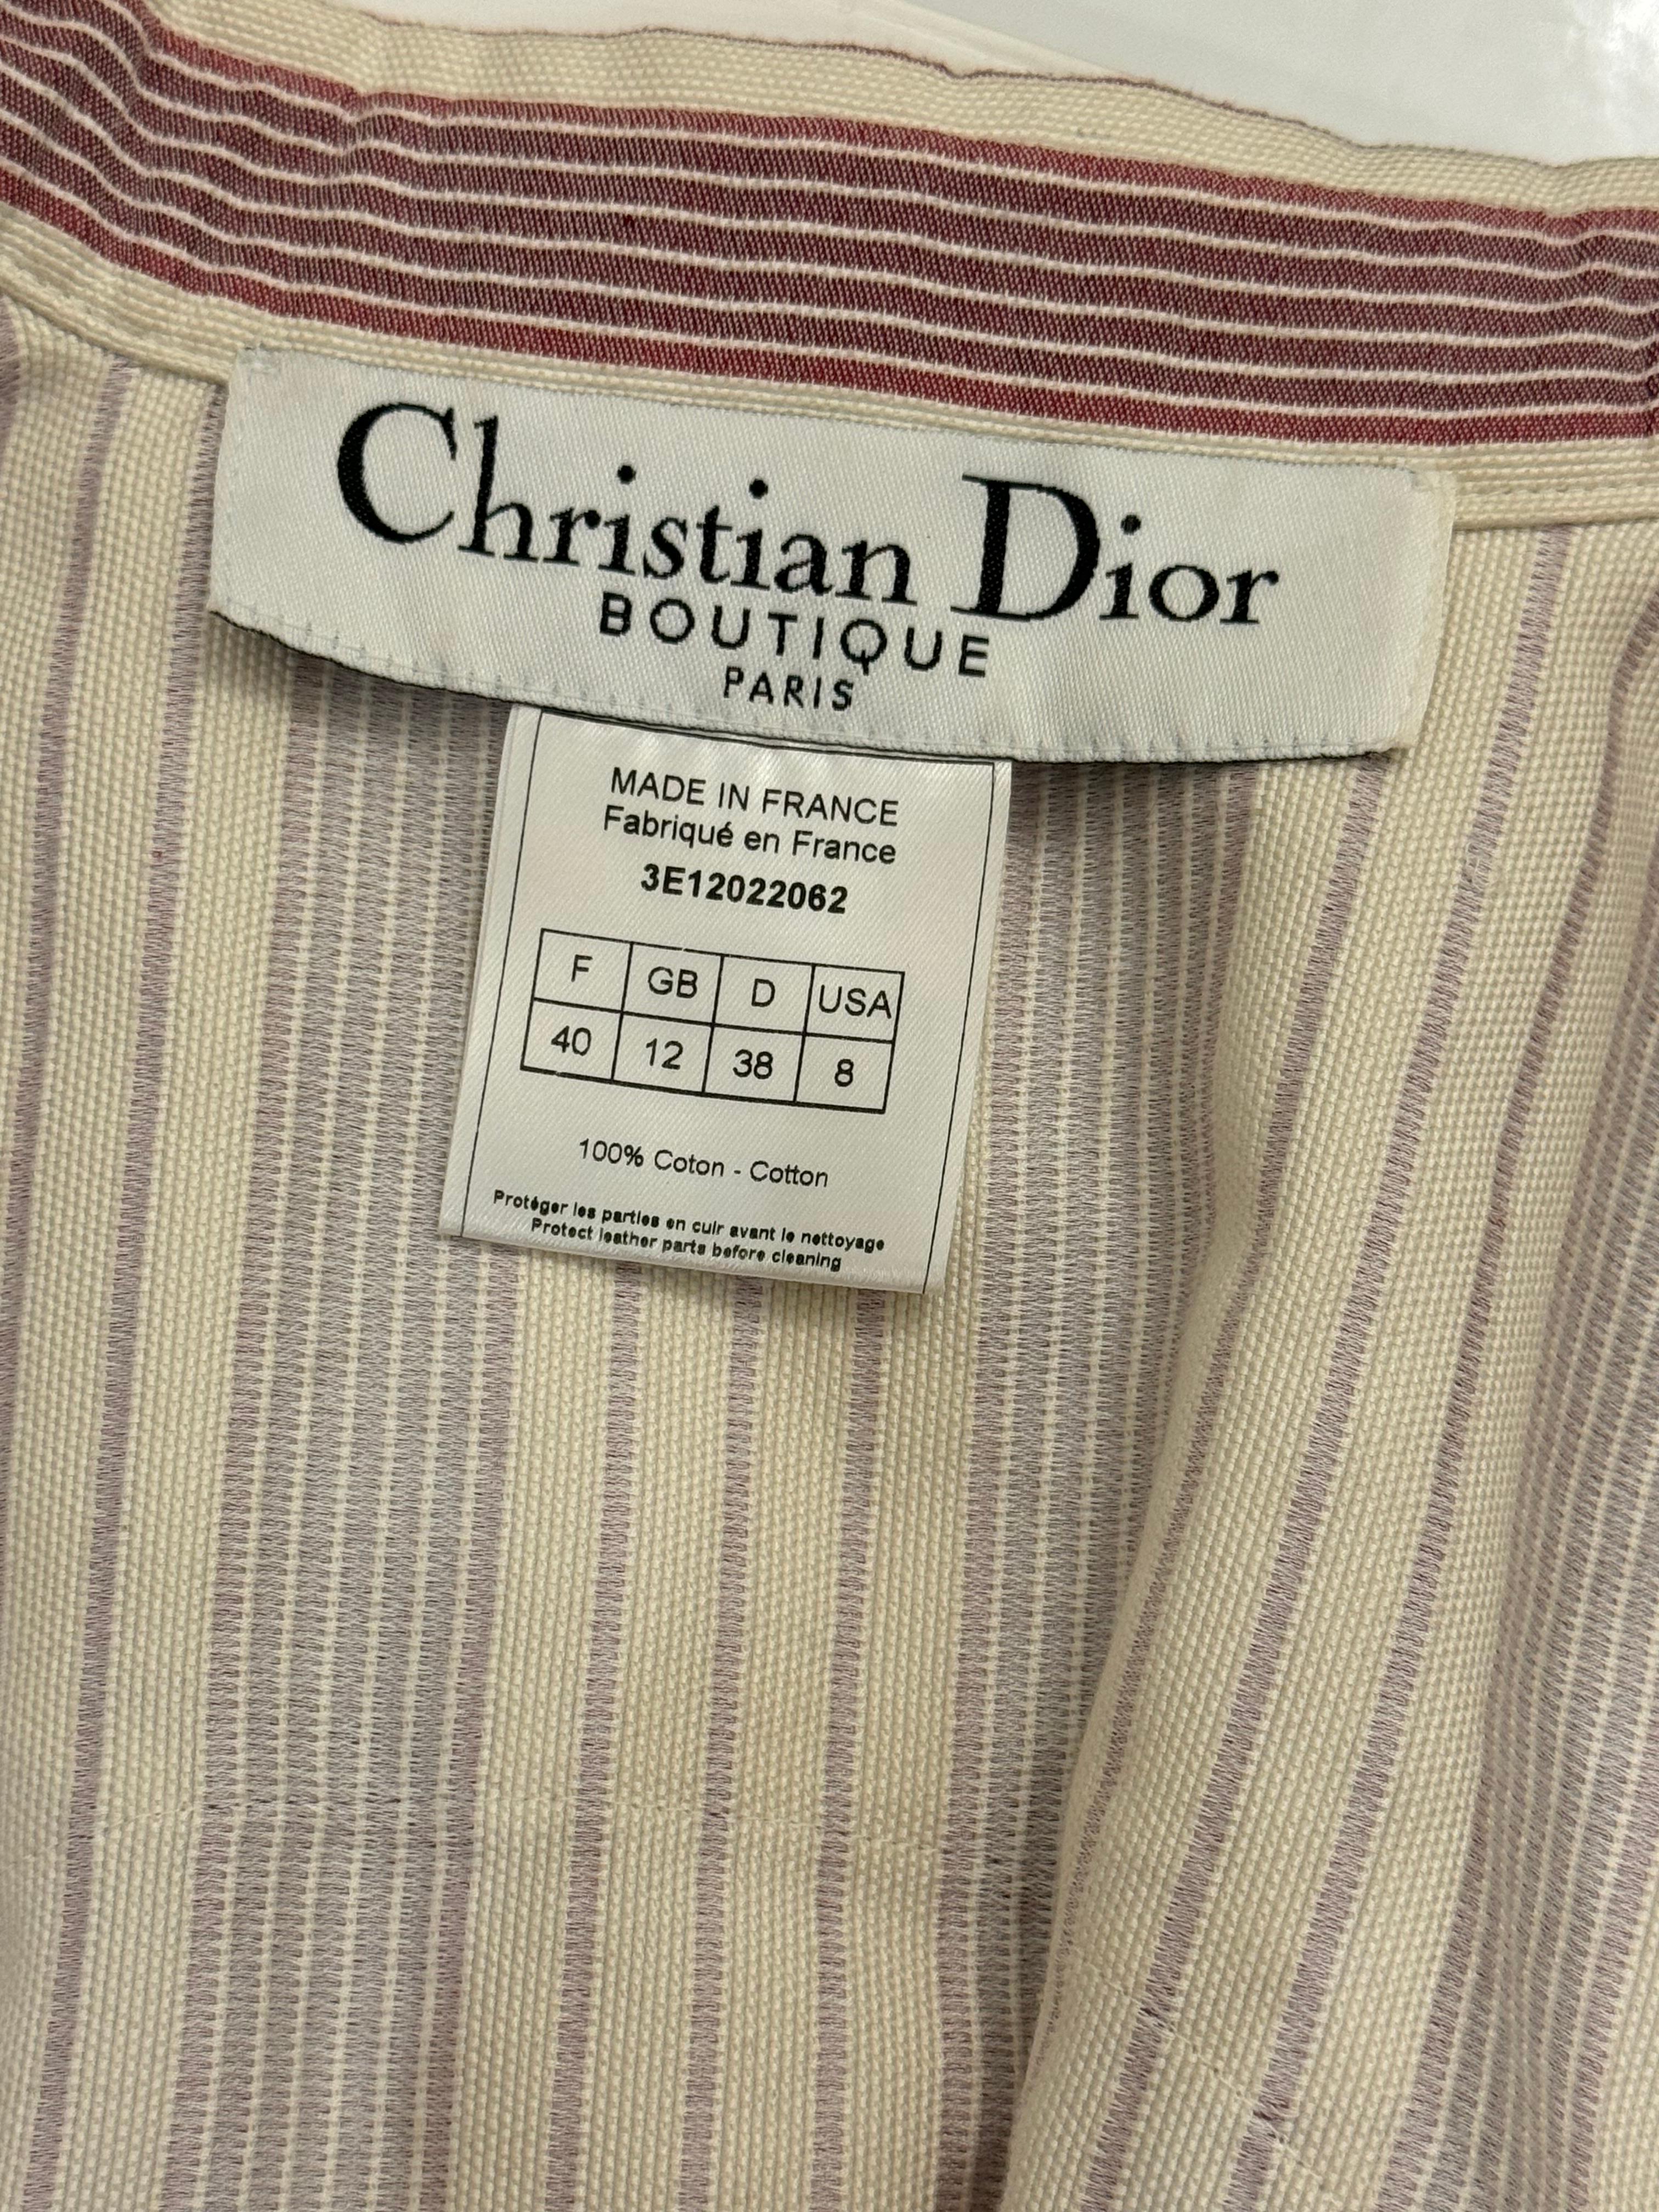 Christian Dior
BOUTIQUE
PARIS
MADE IN FRANCE
Fabriqué en France
3E12022062
F GB D USA
40 12 38 8
100% Coton - Cotton
Protéger les parties en cuir avant le nettoyage
Protect leather parts before cleaning